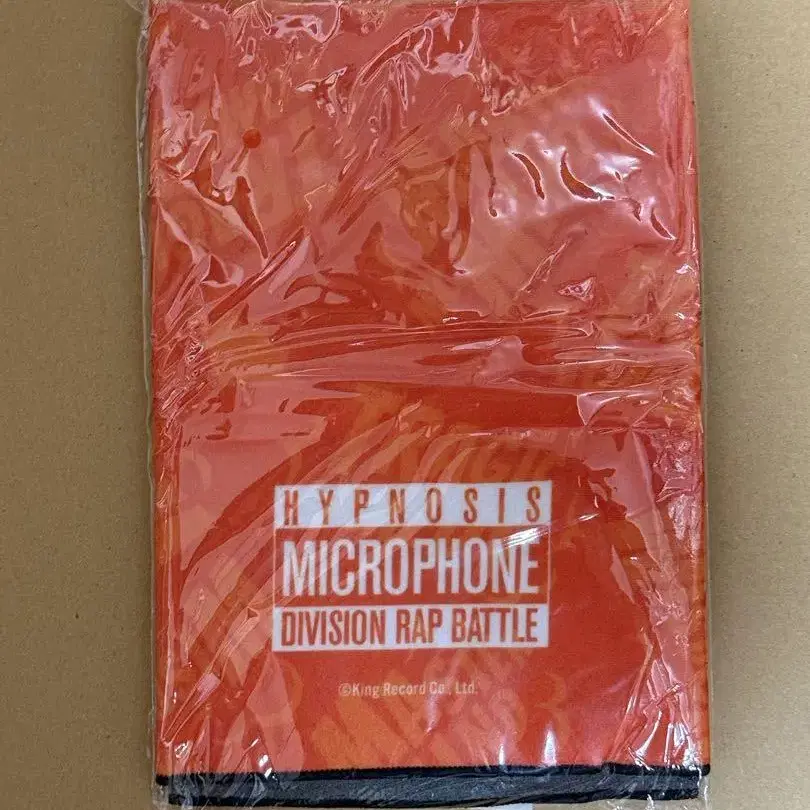 HYPNOSIS
MICROPHONE
DIVISION RAP BATTLE
©King Record Co., Ltd.